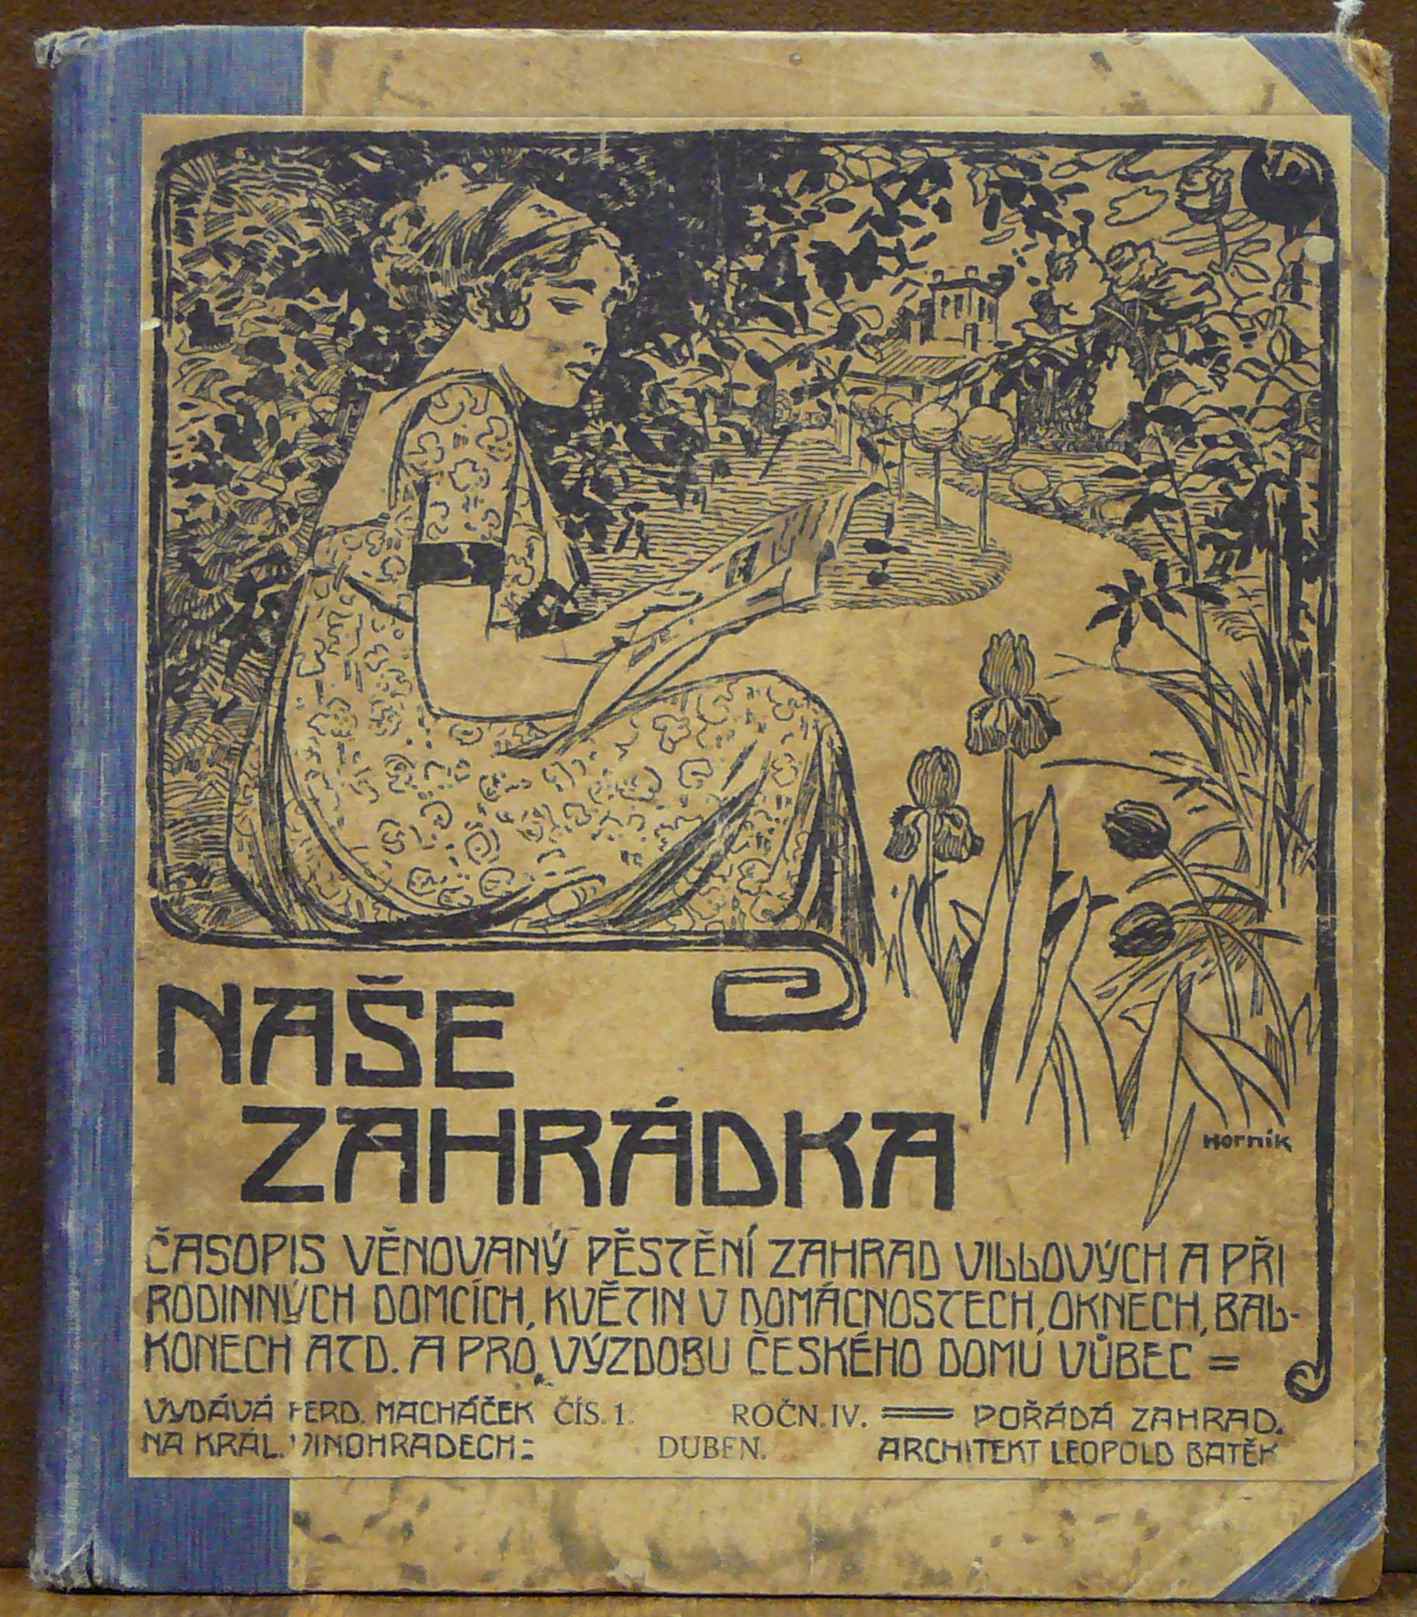 Horník
NAŠE
ZAHRÁDKA
ČASOPIS VĚNOVANÝ PĚSTĚNÍ ZAHRAD VILLOVÝCH A PŘI
RODINNÝCH DOMCÍCH, KVĚTIN V DOMÁCNOSTECH, OKNECH, BAL-
KONECH ATD. A PRO VÝZDOBU ČESKÉHO DOMU VŮBEC =
VYDÁVÁ FERD. MACHÁČEK ČÍS. 1. ROČN. IV. POŘÁDÁ ZAHRAD.
NA KRÁL. VINOHRADECH: DUBEN. ARCHITEKT LEOPOLD BATĚK